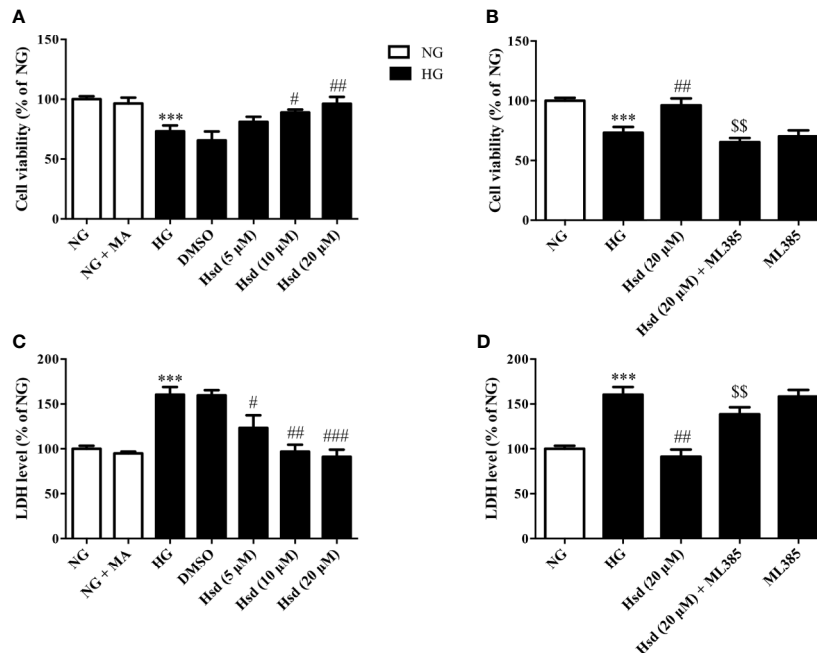 A
Cell viability (% of NG)
150
100
50
0
***
#
##
NG
NG + MA
HG
DMSO
Hsd (5 µM)
Hsd (10 µM)
Hsd (20 µM)
NG
HG
B
Cell viability (% of NG)
150
100
50
0
***
##
$$
NG
HG
Hsd (20 µM)
Hsd (20 µM) + ML385
ML385
C
LDH level (% of NG)
200
150
100
50
0
***
#
##
###
NG
NG + MA
HG
DMSO
Hsd (5 µM)
Hsd (10 µM)
Hsd (20 µM)
D
LDH level (% of NG)
200
150
100
50
0
***
##
$$
NG
HG
Hsd (20 µM)
Hsd (20 µM) + ML385
ML385